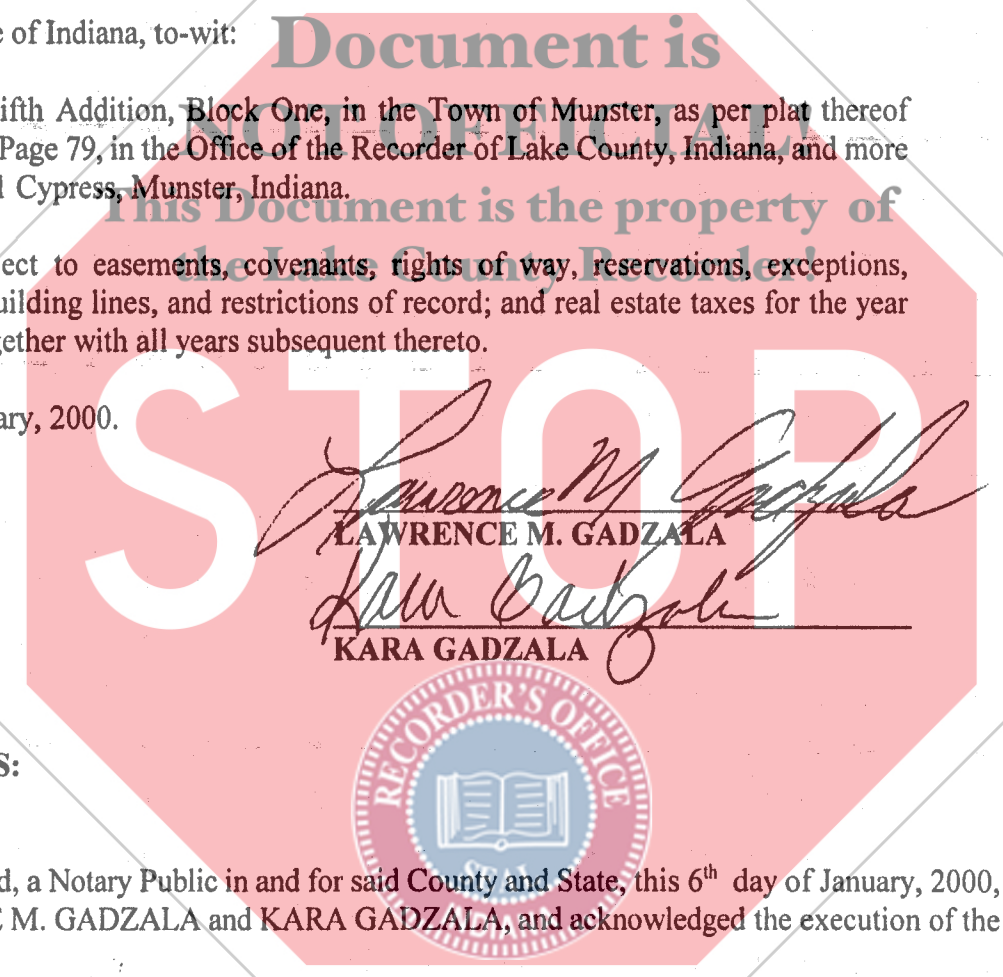 e of Indiana, to-wit:
Document is
ifth Addition, Block One, in the Town of Munster, as per plat thereof
NOT OFFICIAL!
Page 79, in the Office of the Recorder of Lake County, Indiana, and more
l Cypress, Munster, Indiana.
This Document is the property of
ect to easements, covenants, rights of way, reservations, exceptions,
the Lake County Recorder!
uilding lines, and restrictions of record; and real estate taxes for the year
gether with all years subsequent thereto.
STOP
ary, 2000.
Lawrence M Gadzala
LAWRENCE M. GADZALA
Kara Gadzala
KARA GADZALA
RECORDER'S OFFICE
S:
SEAL
d, a Notary Public in and for said County and State, this 6th day of January, 2000,
E M. GADZALA and KARA GADZALA, and acknowledged the execution of the
INDIANA